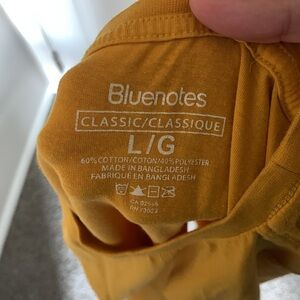 Bluenotes
CLASSIC/CLASSIQUE
L/G
60%COTTON/COTON/40%POLYESTER
MADE IN BANGLADESH
FABRIQUÉ EN BANGLADESH